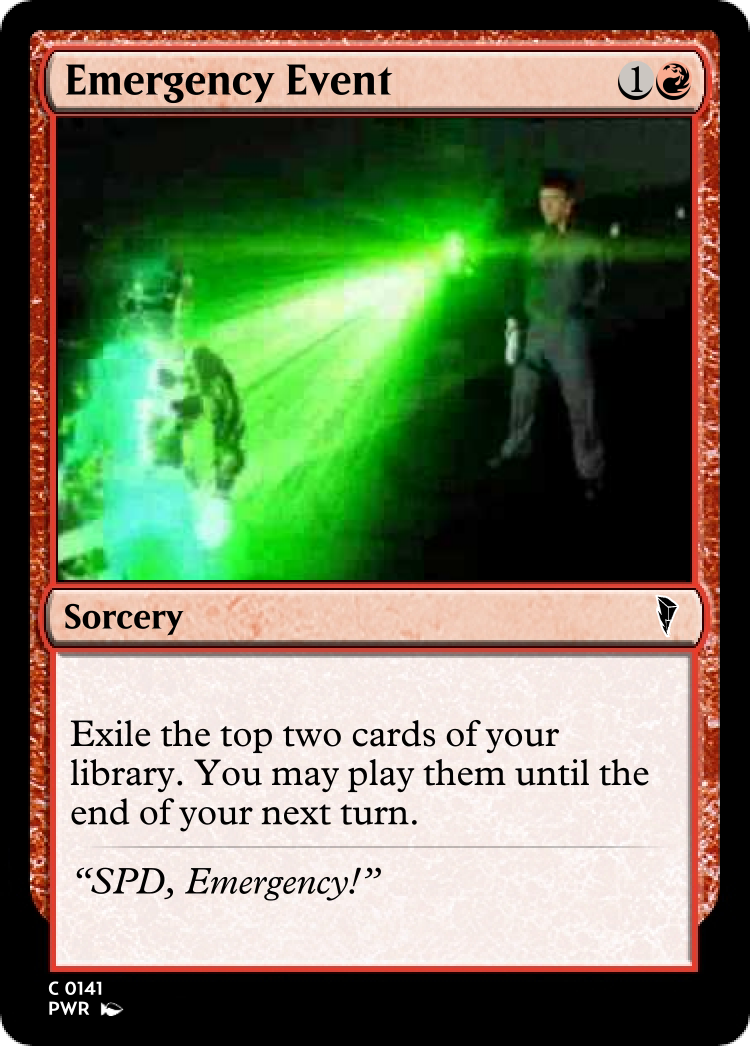 Emergency Event 1
Sorcery
Exile the top two cards of your
library. You may play them until the
end of your next turn.
“SPD, Emergency!”
C 0141
PWR